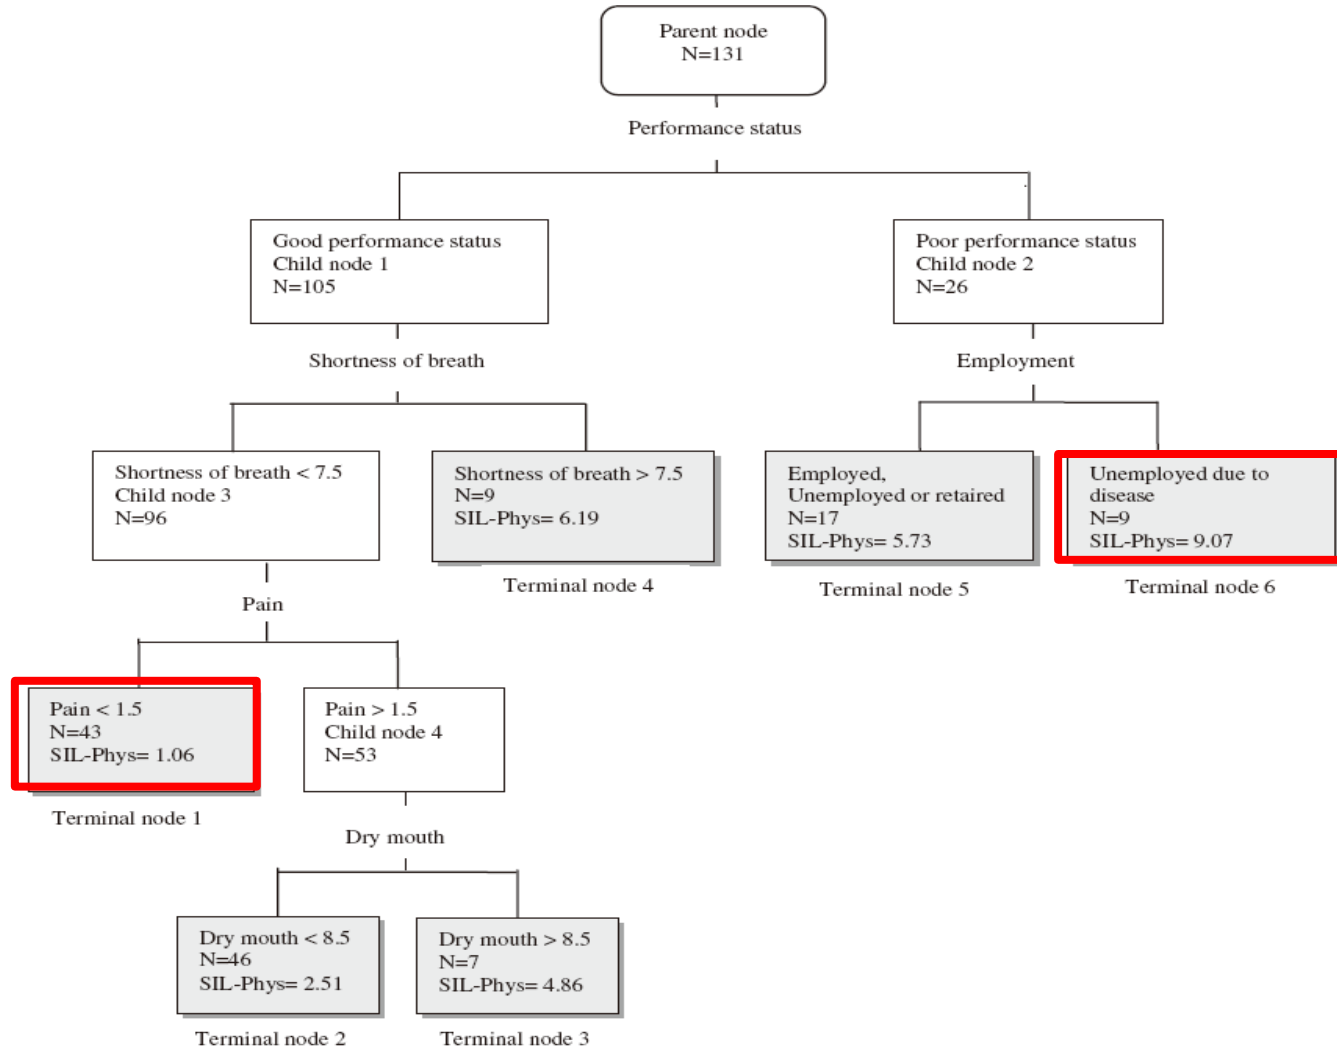 Parent node
N=131
Performance status
Good performance status
Child node 1
N=105
Poor performance status
Child node 2
N=26
Shortness of breath
Employment
Shortness of breath < 7.5
Child node 3
N=96
Shortness of breath > 7.5
N=9
SIL-Phys= 6.19
Terminal node 4
Employed,
Unemployed or retaired
N=17
SIL-Phys= 5.73
Terminal node 5
Unemployed due to
disease
N=9
SIL-Phys= 9.07
Terminal node 6
Pain
Pain < 1.5
N=43
SIL-Phys= 1.06
Terminal node 1
Pain > 1.5
Child node 4
N=53
Dry mouth
Dry mouth < 8.5
N=46
SIL-Phys= 2.51
Terminal node 2
Dry mouth > 8.5
N=7
SIL-Phys= 4.86
Terminal node 3